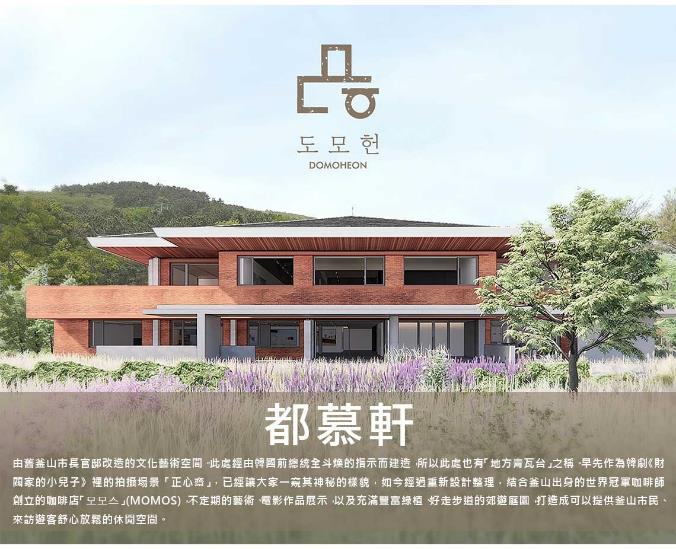 도모헌
DOMOHEON
都慕軒
由舊釜山市長官邸改造的文化藝術空間,此處經由韓國前總統全斗煥的指示而建造,所以此處也有「地方青瓦台」之稱,早先作為韓劇《財
閥家的小兒子》裡的拍攝場景「正心齋」,已經讓大家一窺其神秘的樣貌,如今經過重新設計整理,結合釜山出身的世界冠軍咖啡師
創立的咖啡店「모모스」(MOMOS),不定期的藝術、電影作品展示,以及充滿豐富綠植,好走步道的郊遊庭園,打造成可以提供釜山市民、
來訪遊客舒心放鬆的休閒空間。